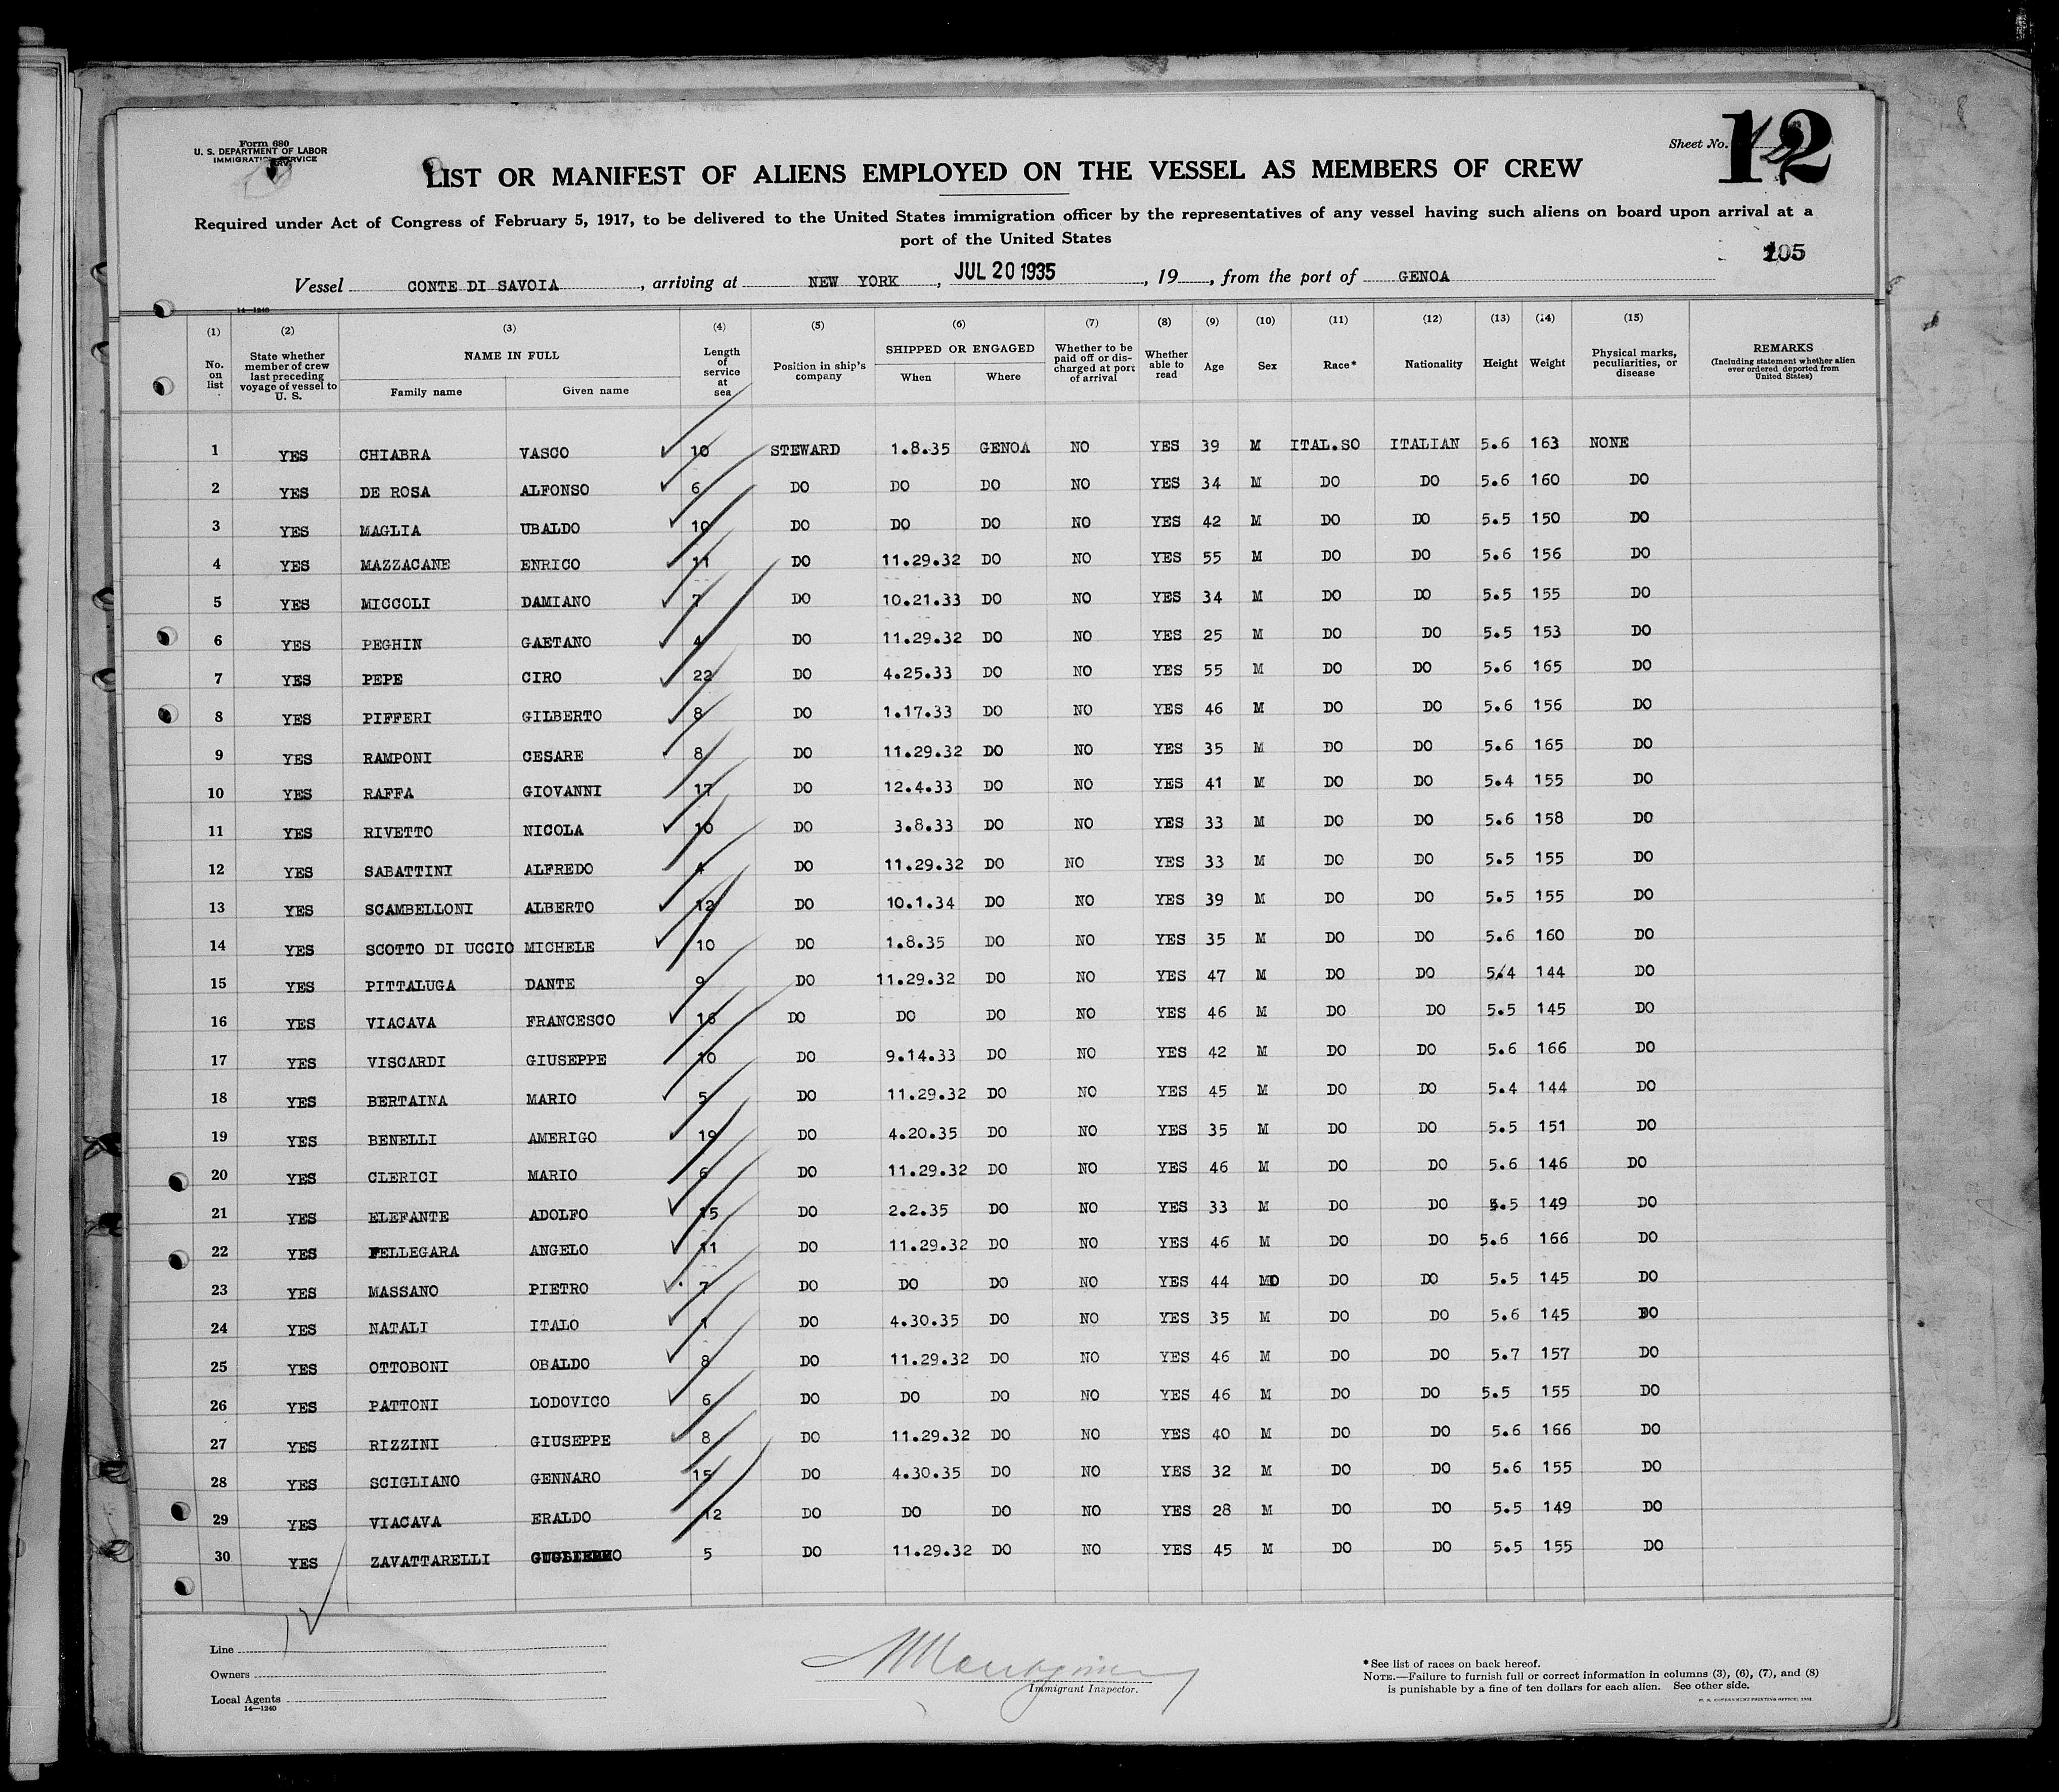 Form 680
U. S. DEPARTMENT OF LABOR
IMMIGRATION SERVICE
Sheet No. 12
LIST OR MANIFEST OF ALIENS EMPLOYED ON THE VESSEL AS MEMBERS OF CREW
Required under Act of Congress of February 5, 1917, to be delivered to the United States immigration officer by the representatives of any vessel having such aliens on board upon arrival at a
port of the United States
205
Vessel CONTE DI SAVOIA, arriving at NEW YORK, JUL 20 1935, 19, from the port of GENOA
14—1240
(1) (2) (3) (4) (5) (6) (7) (8) (9) (10) (11) (12) (13) (14) (15)
No. on list State whether member of crew last preceding voyage of vessel to U. S. NAME IN FULL Family name Given name Length of service at sea Position in ship's company SHIPPED OR ENGAGED When Where Whether to be paid off or discharged at port of arrival Whether able to read Age Sex Race* Nationality Height Weight Physical marks, peculiarities, or disease REMARKS (Including statement whether alien ever ordered deported from United States)
1 YES CHIABRA VASCO 10 STEWARD 1.8.35 GENOA NO YES 39 M ITAL.SO ITALIAN 5.6 163 NONE
2 YES DE ROSA ALFONSO 6 DO DO DO NO YES 34 M DO DO 5.6 160 DO
3 YES MAGLIA UBALDO 10 DO DO DO NO YES 42 M DO DO 5.5 150 DO
4 YES MAZZACANE ENRICO 11 DO 11.29.32 DO NO YES 55 M DO DO 5.6 156 DO
5 YES MICCOLI DAMIANO 7 DO 10.21.33 DO NO YES 34 M DO DO 5.5 155 DO
6 YES PEGHIN GAETANO 4 DO 11.29.32 DO NO YES 25 M DO DO 5.5 153 DO
7 YES PEPE CIRO 22 DO 4.25.33 DO NO YES 55 M DO DO 5.6 165 DO
8 YES PIFFERI GILBERTO 8 DO 1.17.33 DO NO YES 46 M DO DO 5.6 156 DO
9 YES RAMPONI CESARE 8 DO 11.29.32 DO NO YES 35 M DO DO 5.6 165 DO
10 YES RAFFA GIOVANNI 17 DO 12.4.33 DO NO YES 41 M DO DO 5.4 155 DO
11 YES RIVETTO NICOLA 10 DO 3.8.33 DO NO YES 33 M DO DO 5.6 158 DO
12 YES SABATTINI ALFREDO 4 DO 11.29.32 DO NO YES 33 M DO DO 5.5 155 DO
13 YES SCAMBELLONI ALBERTO 12 DO 10.1.34 DO NO YES 39 M DO DO 5.5 155 DO
14 YES SCOTTO DI UCCIO MICHELE 10 DO 1.8.35 DO NO YES 35 M DO DO 5.6 160 DO
15 YES PITTALUGA DANTE 9 DO 11.29.32 DO NO YES 47 M DO DO 5.4 144 DO
16 YES VIACAVA FRANCESCO 16 DO DO DO NO YES 46 M DO DO 5.5 145 DO
17 YES VISCARDI GIUSEPPE 10 DO 9.14.33 DO NO YES 42 M DO DO 5.6 166 DO
18 YES BERTAINA MARIO 5 DO 11.29.32 DO NO YES 45 M DO DO 5.4 144 DO
19 YES BENELLI AMERIGO 19 DO 4.20.35 DO NO YES 35 M DO DO 5.5 151 DO
20 YES CLERICI MARIO 6 DO 11.29.32 DO NO YES 46 M DO DO 5.6 146 DO
21 YES ELEFANTE ADOLFO 15 DO 2.2.35 DO NO YES 33 M DO DO 5.5 149 DO
22 YES FELLEGARA ANGELO 11 DO 11.29.32 DO NO YES 46 M DO DO 5.6 166 DO
23 YES MASSANO PIETRO 7 DO DO DO NO YES 44 M DO DO 5.5 145 DO
24 YES NATALI ITALO 1 DO 4.30.35 DO NO YES 35 M DO DO 5.6 145 DO
25 YES OTTOBONI OBALDO 8 DO 11.29.32 DO NO YES 46 M DO DO 5.7 157 DO
26 YES PATTONI LODOVICO 6 DO DO DO NO YES 46 M DO DO 5.5 155 DO
27 YES RIZZINI GIUSEPPE 8 DO 11.29.32 DO NO YES 40 M DO DO 5.6 166 DO
28 YES SCIGLIANO GENNARO 15 DO 4.30.35 DO NO YES 32 M DO DO 5.6 155 DO
29 YES VIACAVA ERALDO 12 DO DO DO NO YES 28 M DO DO 5.5 149 DO
30 YES ZAVATTARELLI 5 DO 11.29.32 DO NO YES 45 M DO DO 5.5 155 DO
Line
Owners
Local Agents
14—1240
Immigrant Inspector.
* See list of races on back hereof.
NOTE.—Failure to furnish full or correct information in columns (3), (6), (7), and (8)
is punishable by a fine of ten dollars for each alien. See other side.